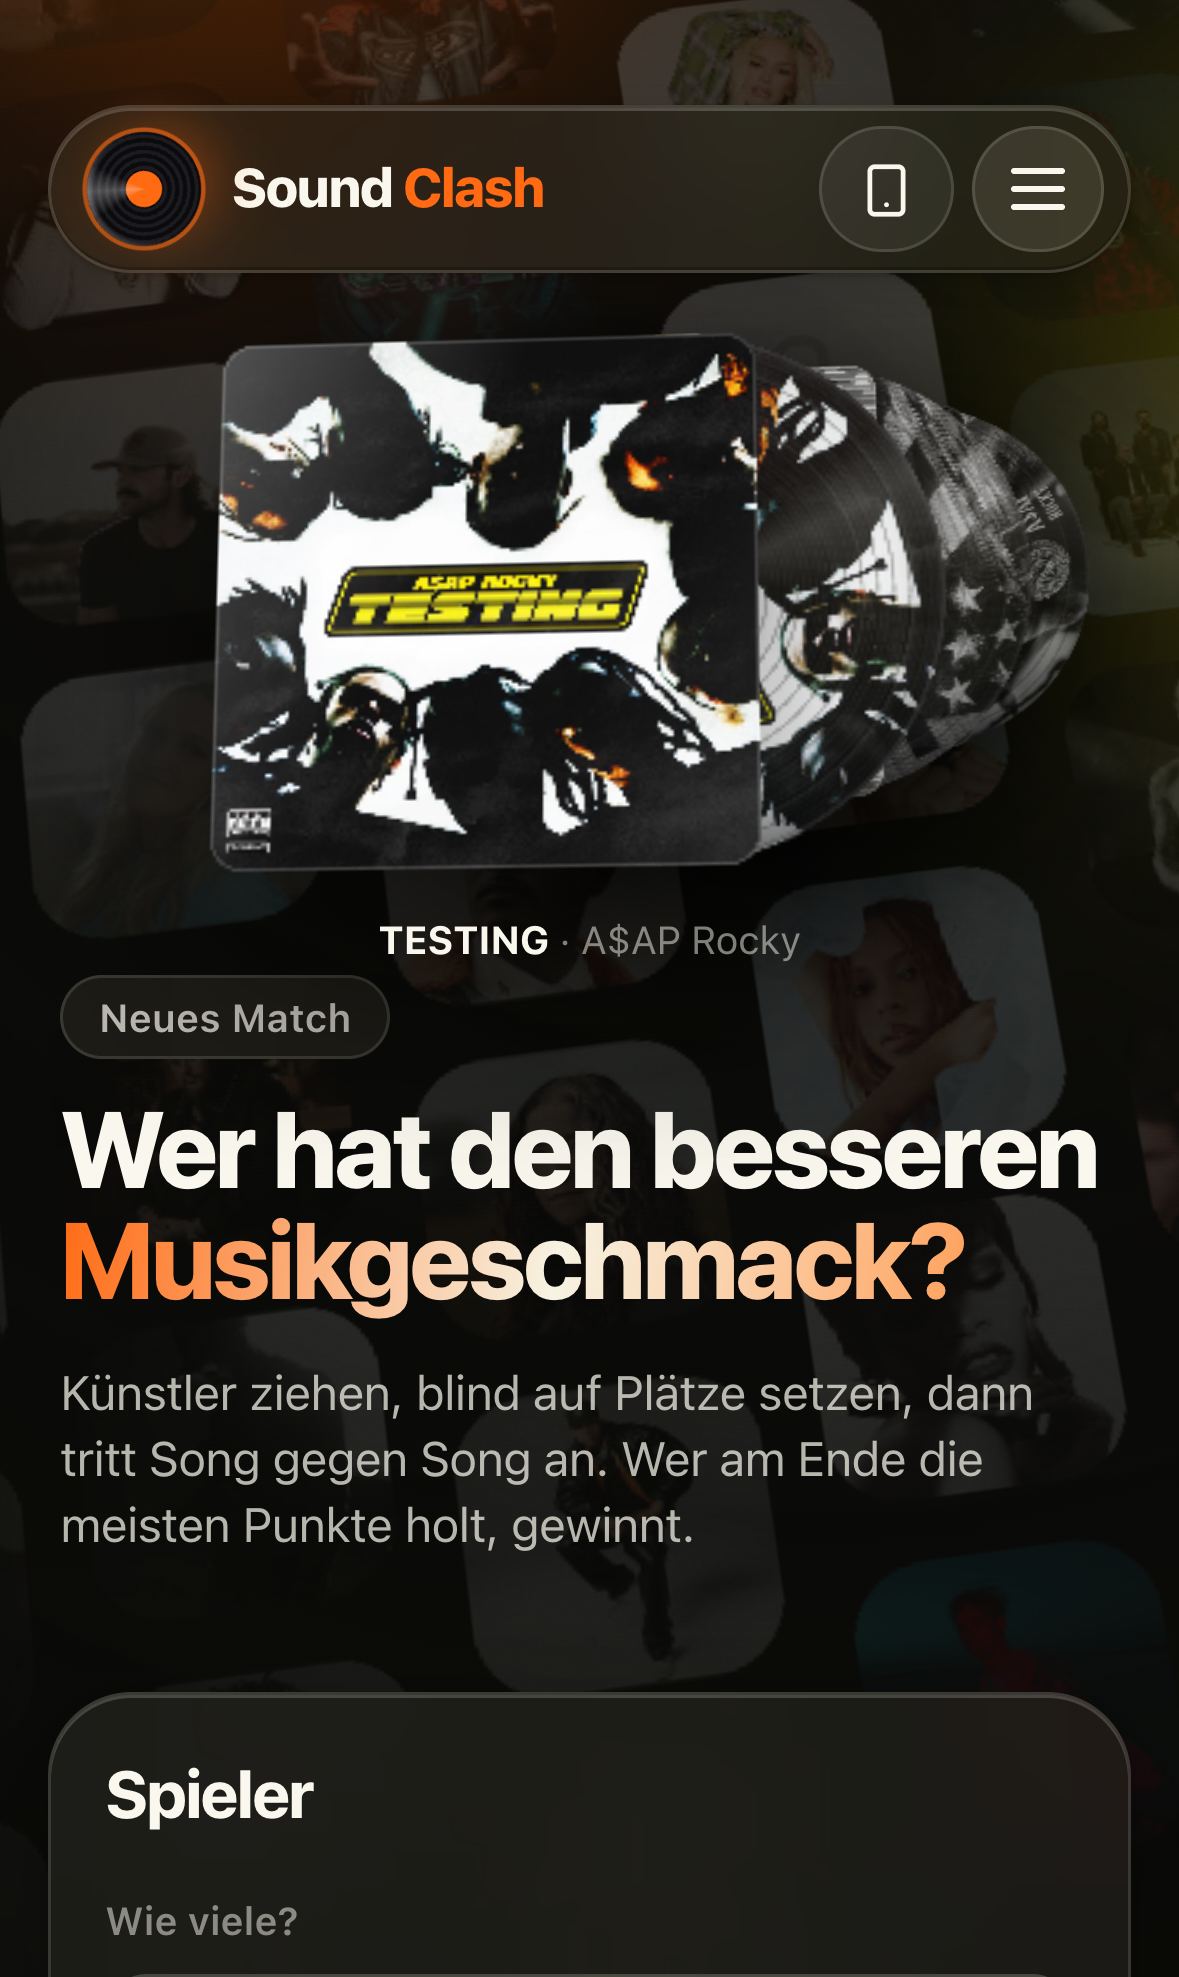 Sound Clash
A$AP ROCKY
TESTING
TESTING · A$AP Rocky
Neues Match
Wer hat den besseren
Musikgeschmack?
Künstler ziehen, blind auf Plätze setzen, dann
tritt Song gegen Song an. Wer am Ende die
meisten Punkte holt, gewinnt.
Spieler
Wie viele?